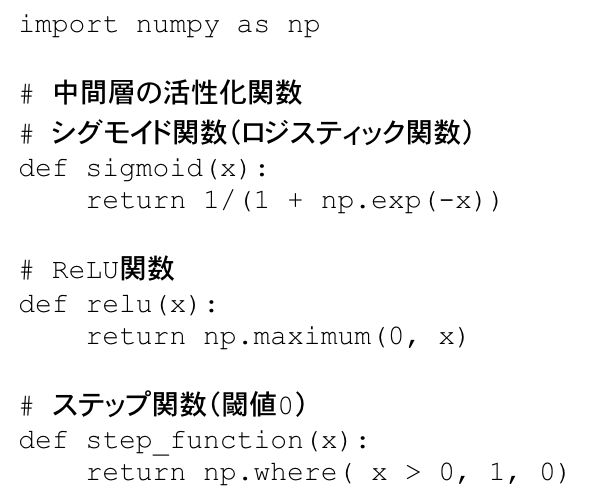 import numpy as np
# 中間層の活性化関数
# シグモイド関数(ロジスティック関数)
def sigmoid(x):
    return 1/(1 + np.exp(-x))
# ReLU関数
def relu(x):
    return np.maximum(0, x)
# ステップ関数(閾値0)
def step_function(x):
    return np.where( x > 0, 1, 0)